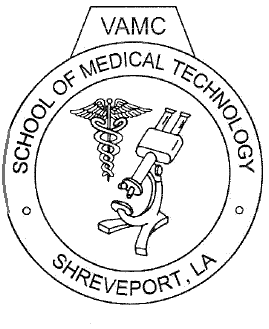 VAMC
SCHOOL OF MEDICAL TECHNOLOGY
SHREVEPORT, LA